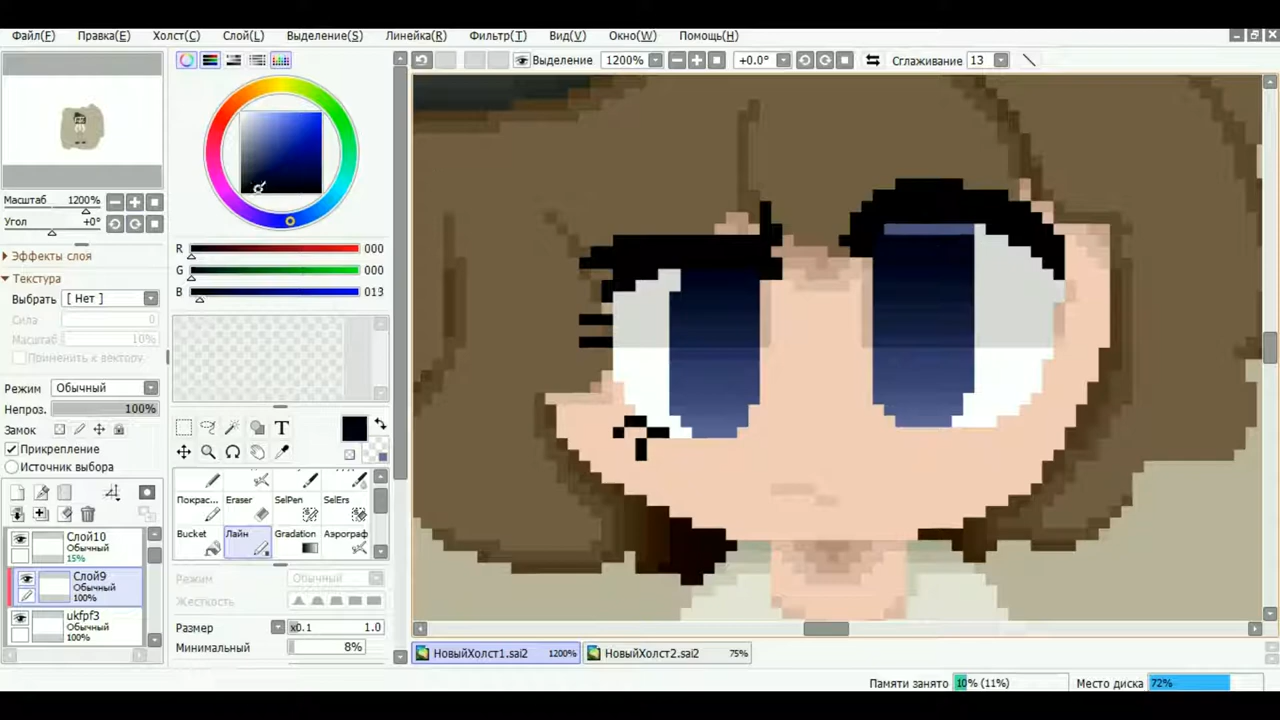 Файл(F) Правка(E) Холст(C) Слой(L) Выделение(S) Линейка(R) Фильтр(T) Вид(V) Окно(W) Помощь(H)
Выделение 1200% +0.0° Сглаживание 13
Масштаб 1200%
Угол +0°
Эффекты слоя
Текстура
Выбрать [ Нет ]
Сила 0
Масштаб 10%
Применить к вектору
Режим Обычный
Непроз. 100%
Замок
Прикрепление
Источник выбора
Слой10
Обычный
15%
Слой9
Обычный
100%
ukfpf3
Обычный
100%
R 000
G 000
B 013
T
Покрас... Eraser SelPen SelErs
Bucket Лайн Gradation Аэрограф
Режим Обычный
Жесткость
Размер x0.1 1.0
Минимальный 8%
НовыйХолст1.sai2 1200% НовыйХолст2.sai2 75%
Памяти занято 10% (11%) Место диска 72%